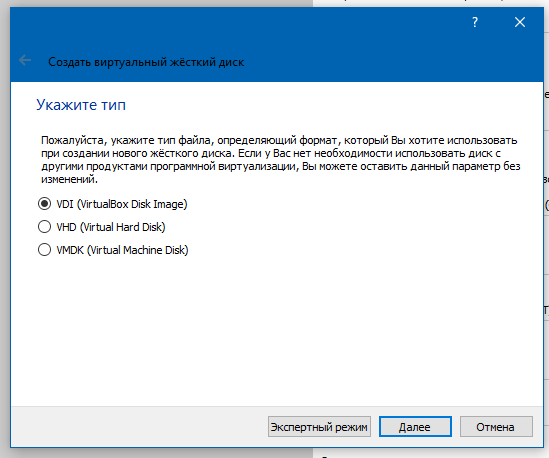 ?
Создать виртуальный жёсткий диск
Укажите тип
Пожалуйста, укажите тип файла, определяющий формат, который Вы хотите использовать
при создании нового жёсткого диска. Если у Вас нет необходимости использовать диск с
другими продуктами программной виртуализации, Вы можете оставить данный параметр без
изменений.
VDI (VirtualBox Disk Image)
VHD (Virtual Hard Disk)
VMDK (Virtual Machine Disk)
Экспертный режим Далее Отмена